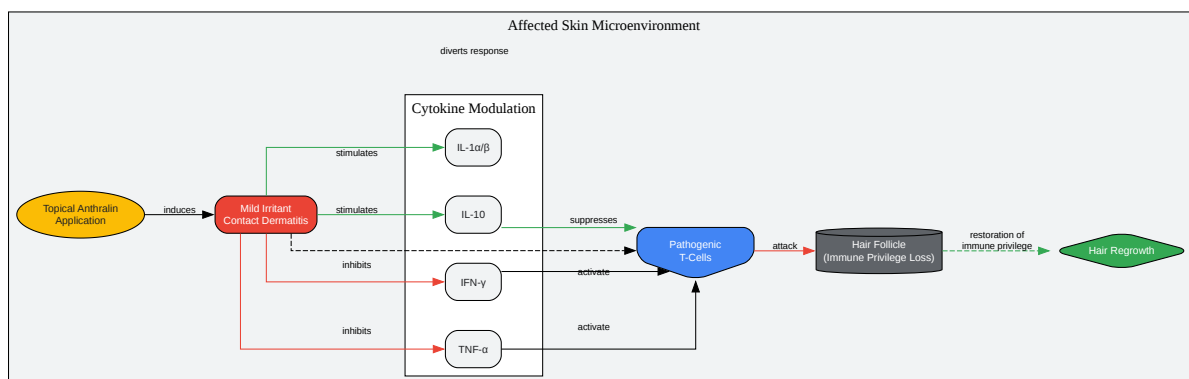 Affected Skin Microenvironment
diverts response
Cytokine Modulation
IL-1α/β
stimulates
Topical Anthralin
Application
induces
Mild Irritant
Contact Dermatitis
stimulates
IL-10
suppresses
Pathogenic
T-Cells
attack
Hair Follicle
(Immune Privilege Loss)
restoration of
immune privilege
Hair Regrowth
inhibits
IFN-γ
activate
inhibits
TNF-α
activate